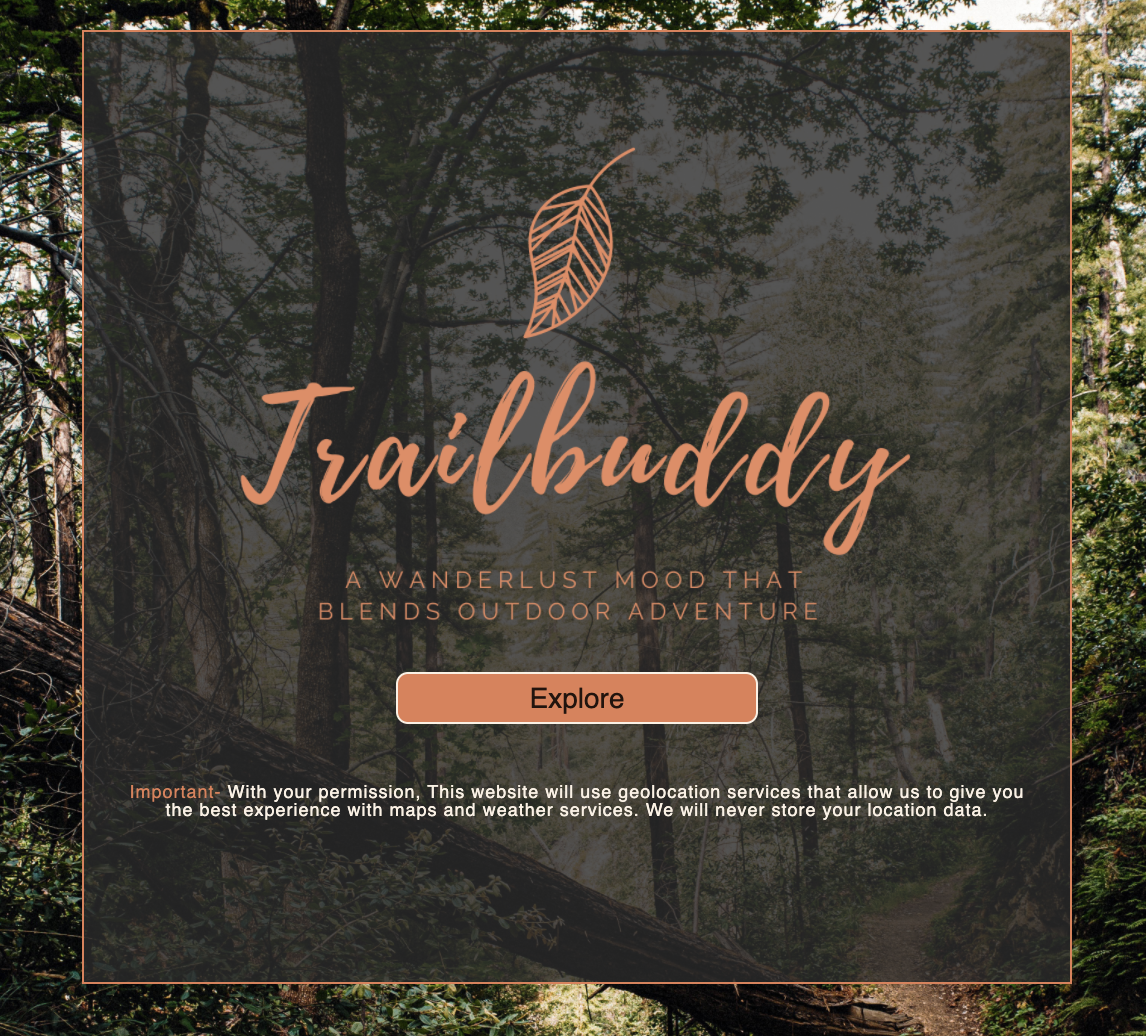 Trailbuddy
A WANDERLUST MOOD THAT
BLENDS OUTDOOR ADVENTURE
Explore
Important- With your permission, This website will use geolocation services that allow us to give you
the best experience with maps and weather services. We will never store your location data.